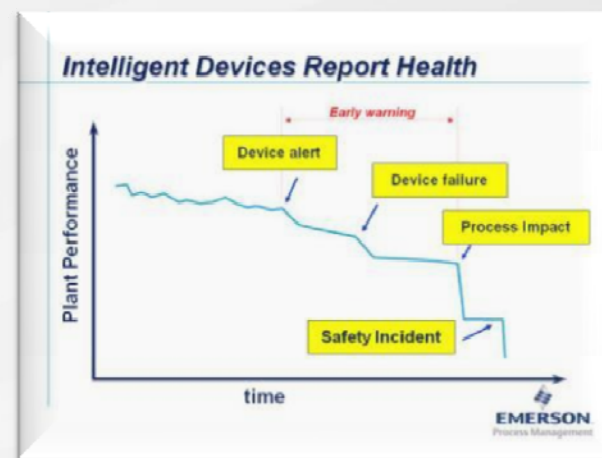 Intelligent Devices Report Health
Early warning
Device alert
Device failure
Process Impact
Safety Incident
Plant Performance
time
EMERSON
Process Management